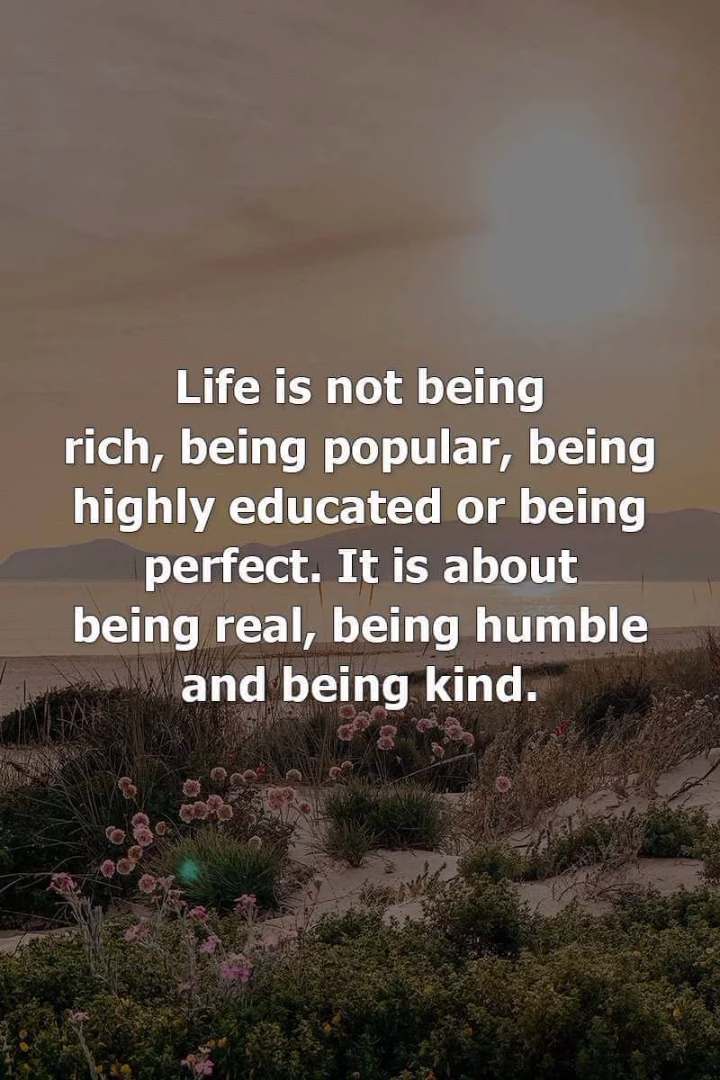 Life is not being
rich, being popular, being
highly educated or being
perfect. It is about
being real, being humble
and being kind.